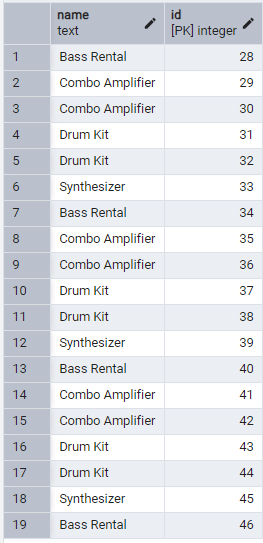 name id
text [PK] integer
1 Bass Rental 28
2 Combo Amplifier 29
3 Combo Amplifier 30
4 Drum Kit 31
5 Drum Kit 32
6 Synthesizer 33
7 Bass Rental 34
8 Combo Amplifier 35
9 Combo Amplifier 36
10 Drum Kit 37
11 Drum Kit 38
12 Synthesizer 39
13 Bass Rental 40
14 Combo Amplifier 41
15 Combo Amplifier 42
16 Drum Kit 43
17 Drum Kit 44
18 Synthesizer 45
19 Bass Rental 46